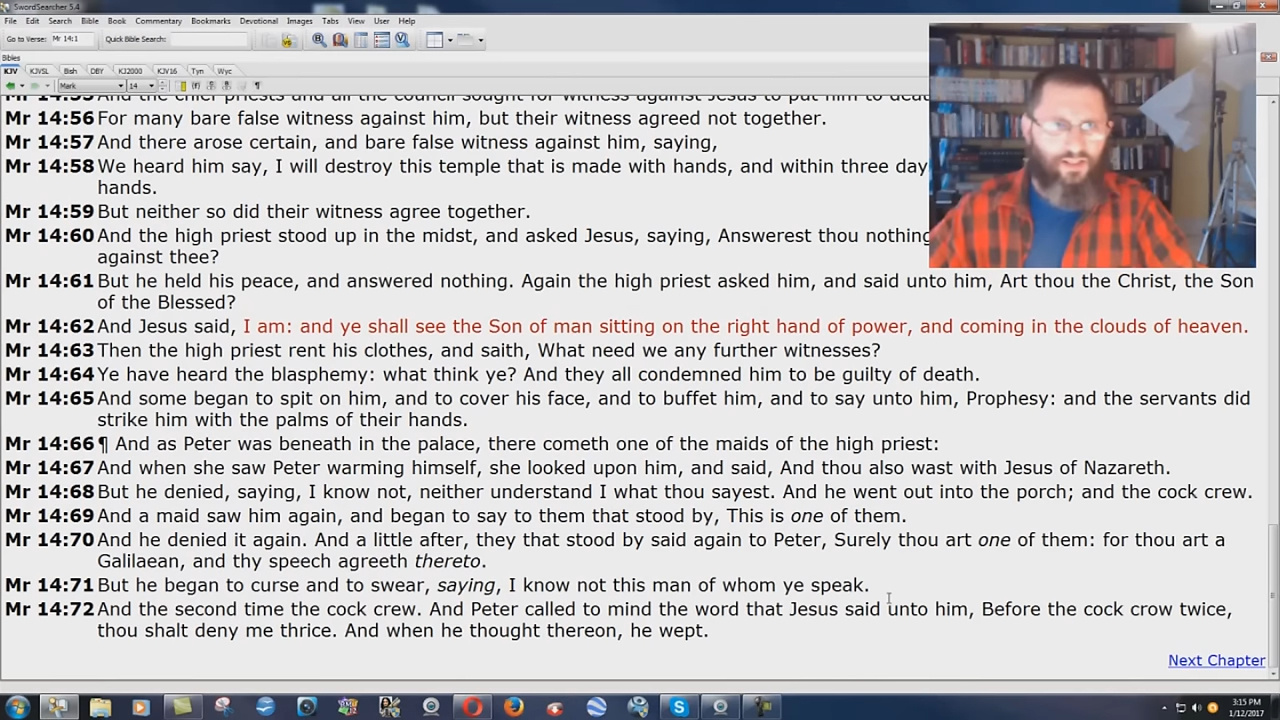 SwordSearcher 5.4
File Edit Search Bible Book Commentary Bookmarks Devotional Images Tabs View User Help
Go to Verse: Mr 14:1 Quick Bible Search:
Bibles
KJV KJVSL Bish DBY KJ2000 KJV16 Tyn Wyc
Mark 14
And the chief priests and all the council sought for witness against Jesus to put him to
Mr 14:56 For many bare false witness against him, but their witness agreed not together.
Mr 14:57 And there arose certain, and bare false witness against him, saying,
Mr 14:58 We heard him say, I will destroy this temple that is made with hands, and within three day
hands.
Mr 14:59 But neither so did their witness agree together.
Mr 14:60 And the high priest stood up in the midst, and asked Jesus, saying, Answerest thou nothing
against thee?
Mr 14:61 But he held his peace, and answered nothing. Again the high priest asked him, and said unto him, Art thou the Christ, the Son
of the Blessed?
Mr 14:62 And Jesus said, I am: and ye shall see the Son of man sitting on the right hand of power, and coming in the clouds of heaven.
Mr 14:63 Then the high priest rent his clothes, and saith, What need we any further witnesses?
Mr 14:64 Ye have heard the blasphemy: what think ye? And they all condemned him to be guilty of death.
Mr 14:65 And some began to spit on him, and to cover his face, and to buffet him, and to say unto him, Prophesy: and the servants did
strike him with the palms of their hands.
Mr 14:66 ¶ And as Peter was beneath in the palace, there cometh one of the maids of the high priest:
Mr 14:67 And when she saw Peter warming himself, she looked upon him, and said, And thou also wast with Jesus of Nazareth.
Mr 14:68 But he denied, saying, I know not, neither understand I what thou sayest. And he went out into the porch; and the cock crew.
Mr 14:69 And a maid saw him again, and began to say to them that stood by, This is one of them.
Mr 14:70 And he denied it again. And a little after, they that stood by said again to Peter, Surely thou art one of them: for thou art a
Galilaean, and thy speech agreeth thereto.
Mr 14:71 But he began to curse and to swear, saying, I know not this man of whom ye speak.
Mr 14:72 And the second time the cock crew. And Peter called to mind the word that Jesus said unto him, Before the cock crow twice,
thou shalt deny me thrice. And when he thought thereon, he wept.
Next Chapter
3:15 PM
1/12/2017